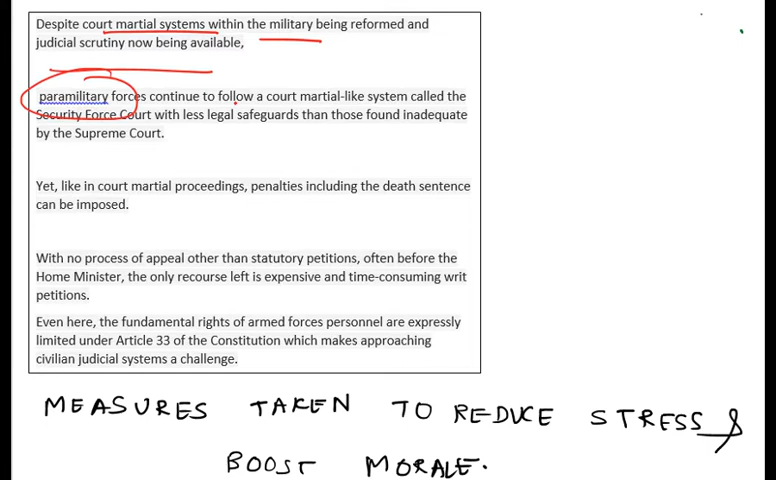 Despite court martial systems within the military being reformed and
judicial scrutiny now being available,
paramilitary forces continue to follow a court martial-like system called the
Security Force Court with less legal safeguards than those found inadequate
by the Supreme Court.
Yet, like in court martial proceedings, penalties including the death sentence
can be imposed.
With no process of appeal other than statutory petitions, often before the
Home Minister, the only recourse left is expensive and time-consuming writ
petitions.
Even here, the fundamental rights of armed forces personnel are expressly
limited under Article 33 of the Constitution which makes approaching
civilian judicial systems a challenge.
MEASURES TAKEN TO REDUCE STRESS &
BOOST MORALE.